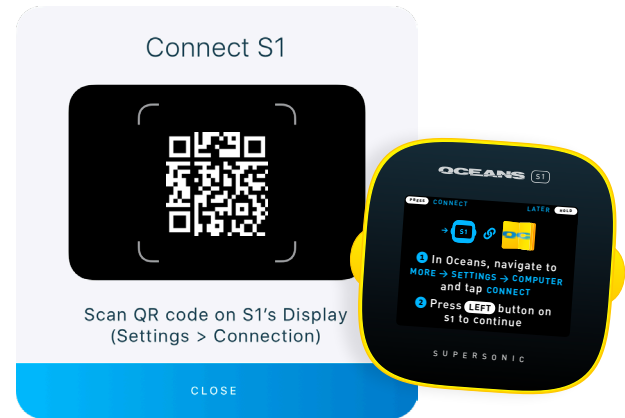 Connect S1
Scan QR code on S1's Display
(Settings > Connection)
CLOSE
OCEANS S1
PRESS CONNECT
LATER HOLD
S1
OC
1 In Oceans, navigate to
MORE → SETTINGS → COMPUTER
and tap CONNECT
2 Press LEFT button on
S1 to continue
SUPERSONIC